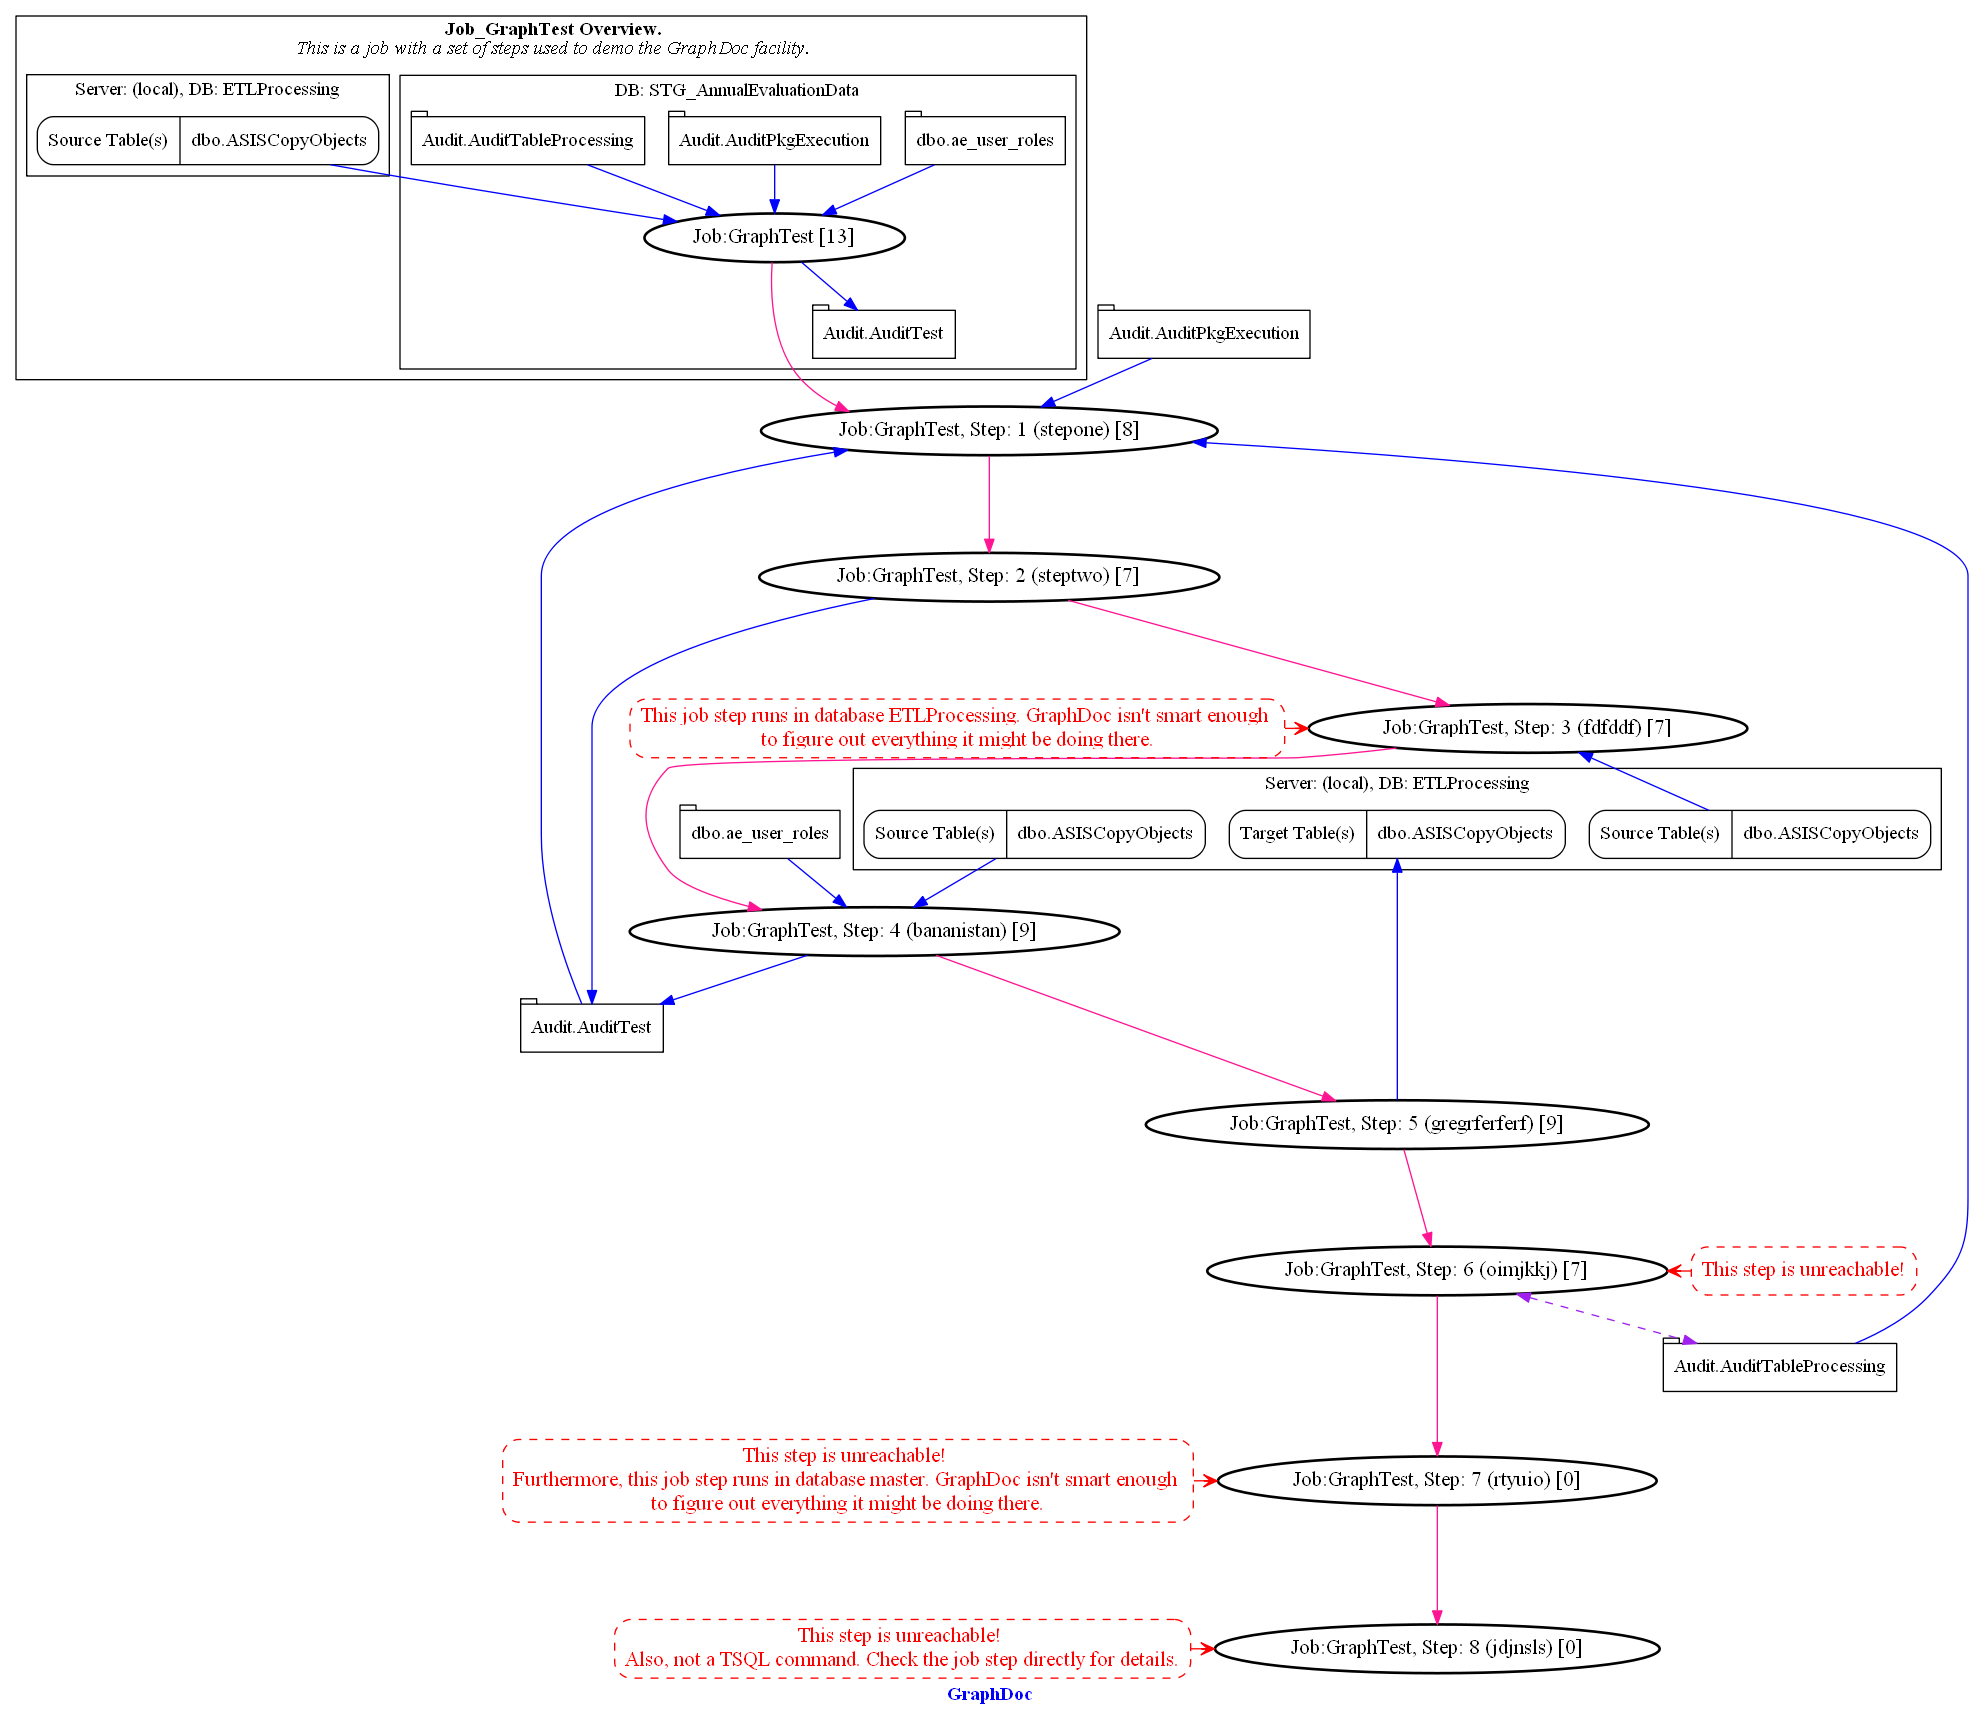 Job_GraphTest Overview.
This is a job with a set of steps used to demo the GraphDoc facility.
Server: (local), DB: ETLProcessing
Source Table(s)
dbo.ASISCopyObjects
DB: STG_AnnualEvaluationData
Audit.AuditTableProcessing
Audit.AuditPkgExecution
dbo.ae_user_roles
Job:GraphTest [13]
Audit.AuditTest
Audit.AuditPkgExecution
Job:GraphTest, Step: 1 (stepone) [8]
Job:GraphTest, Step: 2 (steptwo) [7]
This job step runs in database ETLProcessing. GraphDoc isn't smart enough
to figure out everything it might be doing there.
Job:GraphTest, Step: 3 (fdfddf) [7]
Server: (local), DB: ETLProcessing
dbo.ae_user_roles
Source Table(s)
dbo.ASISCopyObjects
Target Table(s)
dbo.ASISCopyObjects
Source Table(s)
dbo.ASISCopyObjects
Job:GraphTest, Step: 4 (bananistan) [9]
Audit.AuditTest
Job:GraphTest, Step: 5 (gregrferferf) [9]
Job:GraphTest, Step: 6 (oimjkkj) [7]
This step is unreachable!
Audit.AuditTableProcessing
This step is unreachable!
Furthermore, this job step runs in database master. GraphDoc isn't smart enough
to figure out everything it might be doing there.
Job:GraphTest, Step: 7 (rtyuio) [0]
This step is unreachable!
Also, not a TSQL command. Check the job step directly for details.
Job:GraphTest, Step: 8 (jdjnsls) [0]
GraphDoc